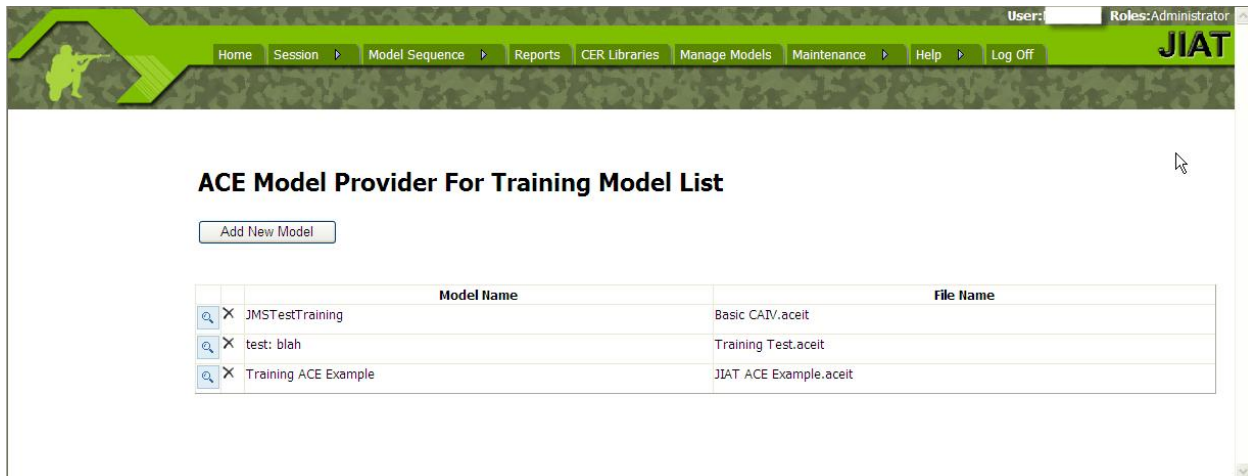 User: Roles:Administrator
JIAT
Home Session Model Sequence Reports CER Libraries Manage Models Maintenance Help Log Off
ACE Model Provider For Training Model List
Add New Model
Model Name File Name
JMSTestTraining Basic CAIV.aceit
test: blah Training Test.aceit
Training ACE Example JIAT ACE Example.aceit